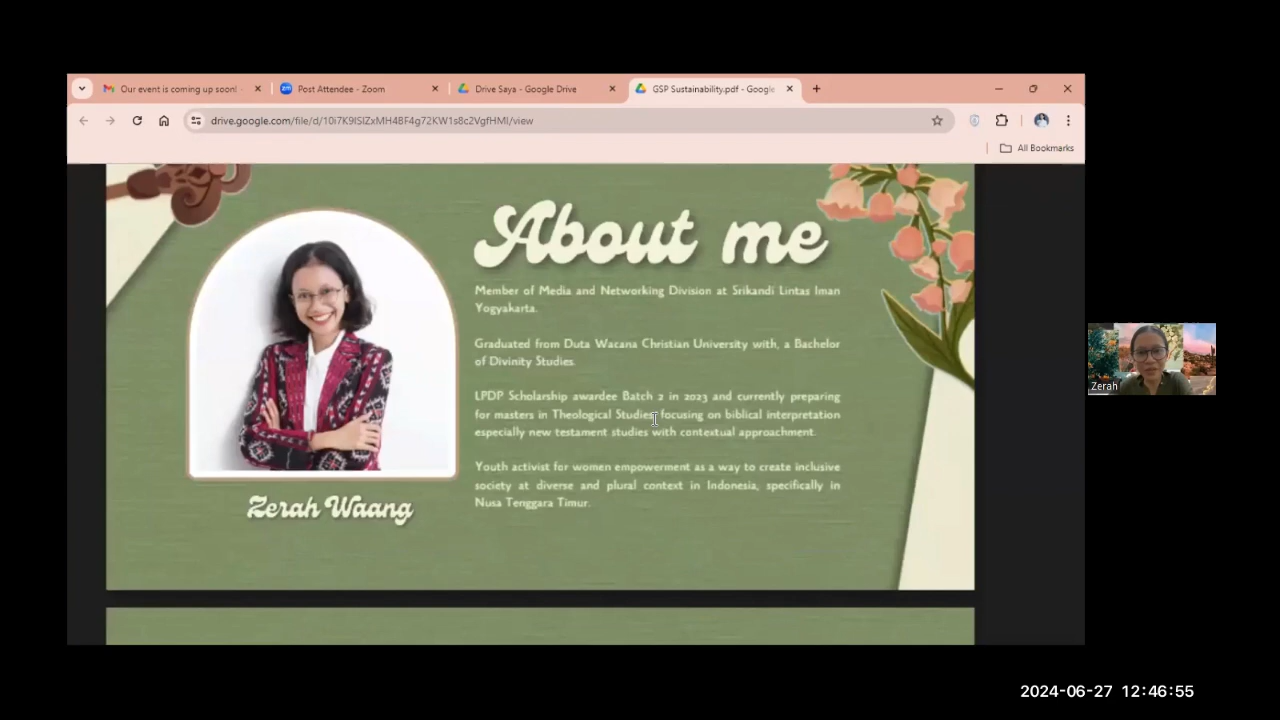 Our event is coming up soon! -
Post Attendee - Zoom
Drive Saya - Google Drive
GSP Sustainability.pdf - Google
drive.google.com/file/d/10i7K9ISIZxMH4BF4g72KW1s8c2VgfHMI/view
All Bookmarks
About me
Member of Media and Networking Division at Srikandi Lintas Iman
Yogyakarta.
Graduated from Duta Wacana Christian University with, a Bachelor
of Divinity Studies.
LPDP Scholarship awardee Batch 2 in 2023 and currently preparing
for masters in Theological Studies focusing on biblical interpretation
especially new testament studies with contextual approachment.
Youth activist for women empowerment as a way to create inclusive
society at diverse and plural context in Indonesia, specifically in
Nusa Tenggara Timur.
Zerah Waang
Zerah
2024-06-27 12:46:55